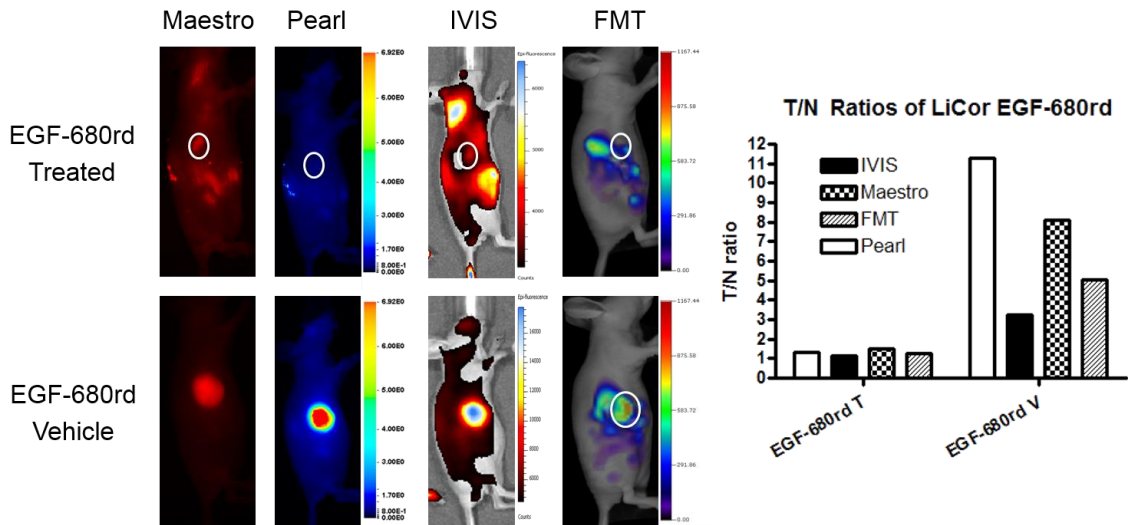 Maestro Pearl IVIS FMT
EGF-680rd
Treated
6.92E0
6.00E0
5.00E0
4.00E0
3.00E0
1.70E0
8.00E-1
0.00E0
Epi-fluorescence
6000
5000
4000
Counts
1167.44
875.58
583.72
291.86
0.00
EGF-680rd
Vehicle
6.92E0
6.00E0
5.00E0
4.00E0
3.00E0
1.70E0
8.00E-1
0.00E0
Epi-fluorescence
16000
14000
12000
10000
8000
6000
Counts
1167.44
875.58
583.72
291.86
0.00
T/N Ratios of LiCor EGF-680rd
T/N ratio
12
11
10
9
8
7
6
5
4
3
2
1
0
IVIS
Maestro
FMT
Pearl
EGF-680rd T
EGF-680rd V